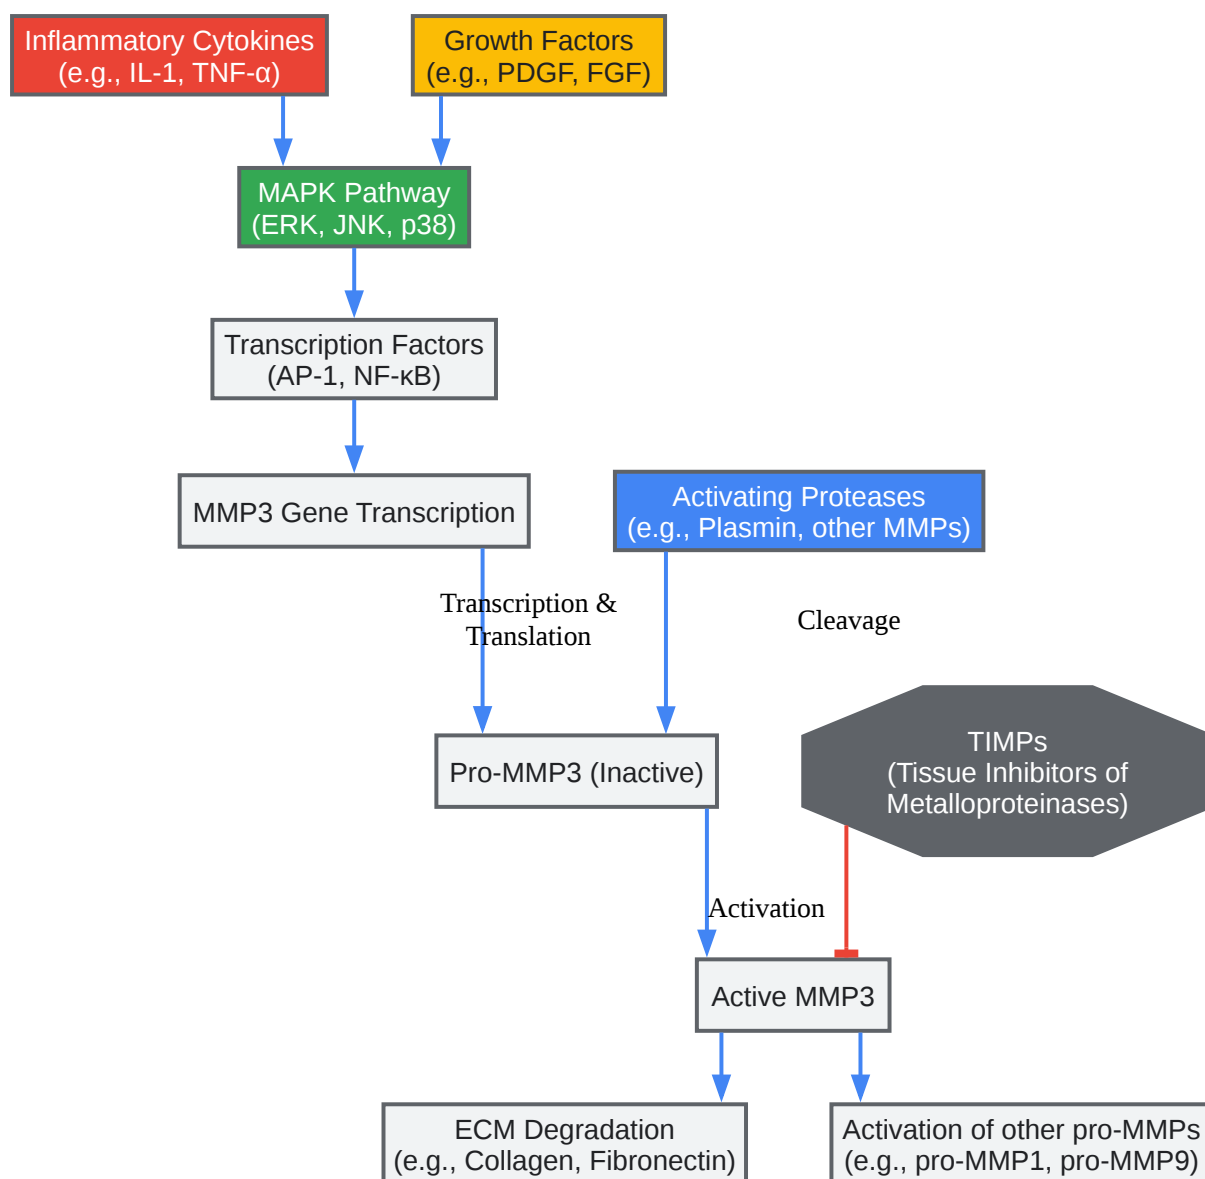 Inflammatory Cytokines
(e.g., IL-1, TNF-α)
Growth Factors
(e.g., PDGF, FGF)
MAPK Pathway
(ERK, JNK, p38)
Transcription Factors
(AP-1, NF-κB)
MMP3 Gene Transcription
Activating Proteases
(e.g., Plasmin, other MMPs)
Transcription &
Translation
Cleavage
TIMPs
(Tissue Inhibitors of
Metalloproteinases)
Pro-MMP3 (Inactive)
Activation
Active MMP3
ECM Degradation
(e.g., Collagen, Fibronectin)
Activation of other pro-MMPs
(e.g., pro-MMP1, pro-MMP9)